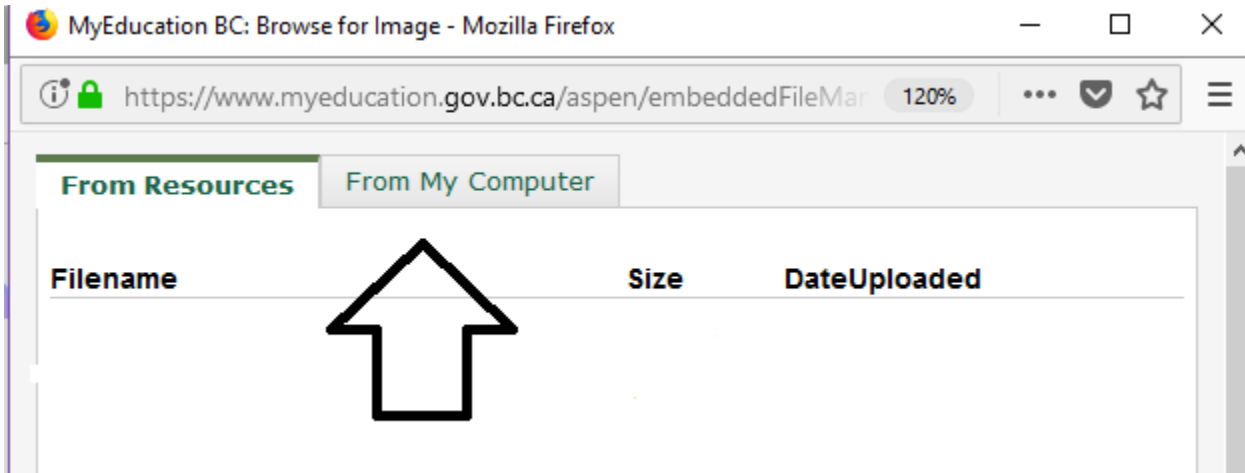 MyEducation BC: Browse for Image - Mozilla Firefox
https://www.myeducation.gov.bc.ca/aspen/embeddedFileMar 120%
From Resources From My Computer
Filename Size DateUploaded